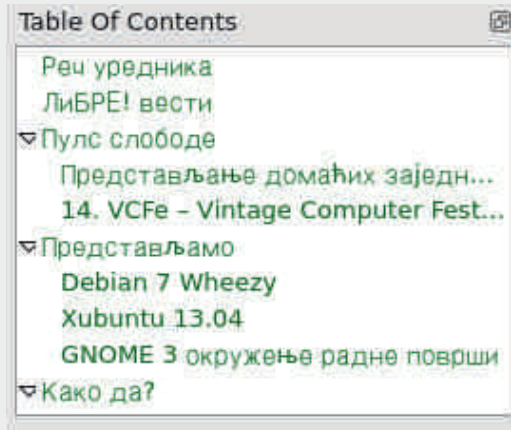 Table Of Contents
Реч уредника
ЛиБРЕ! вести
Пулс слободе
Представљање домаћих заједн...
14. VCFe – Vintage Computer Fest...
Представљамо
Debian 7 Wheezy
Xubuntu 13.04
GNOME 3 окружење радне површи
Како да?